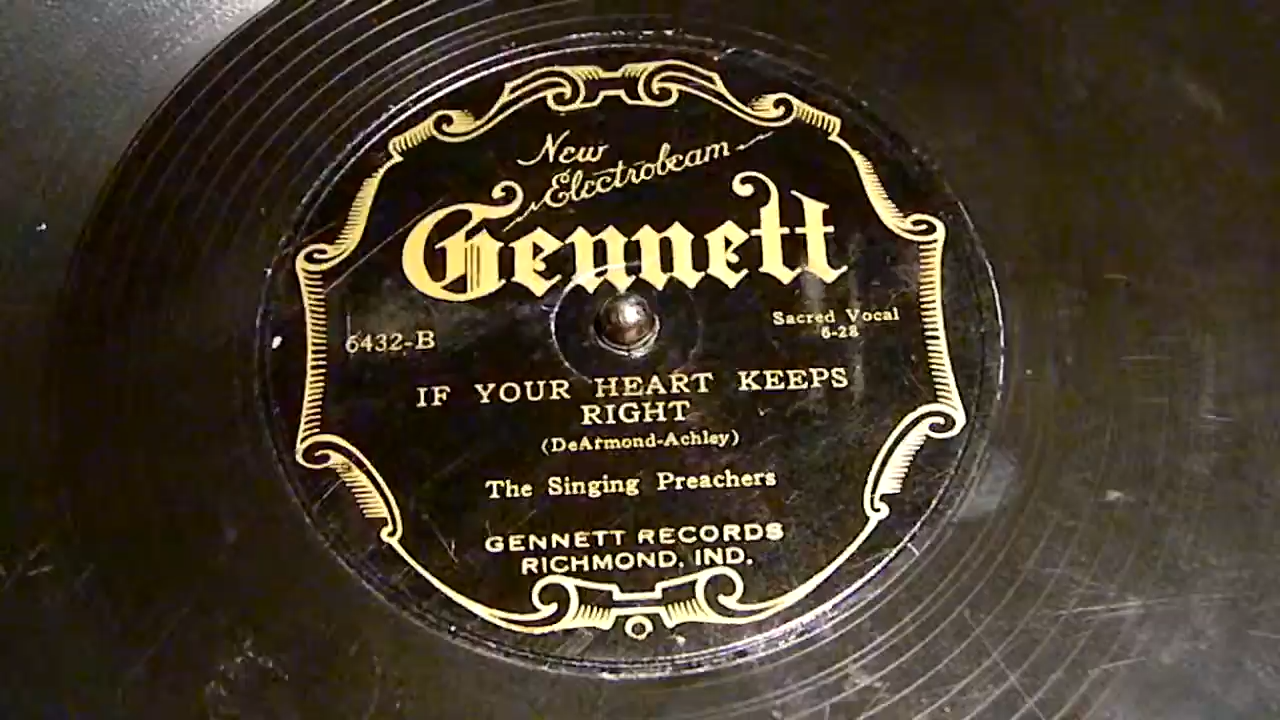 New
Electrobeam
Gennett
6432-B
Sacred Vocal
6-28
IF YOUR HEART KEEPS
RIGHT
(DeArmond-Achley)
The Singing Preachers
GENNETT RECORDS
RICHMOND, IND.